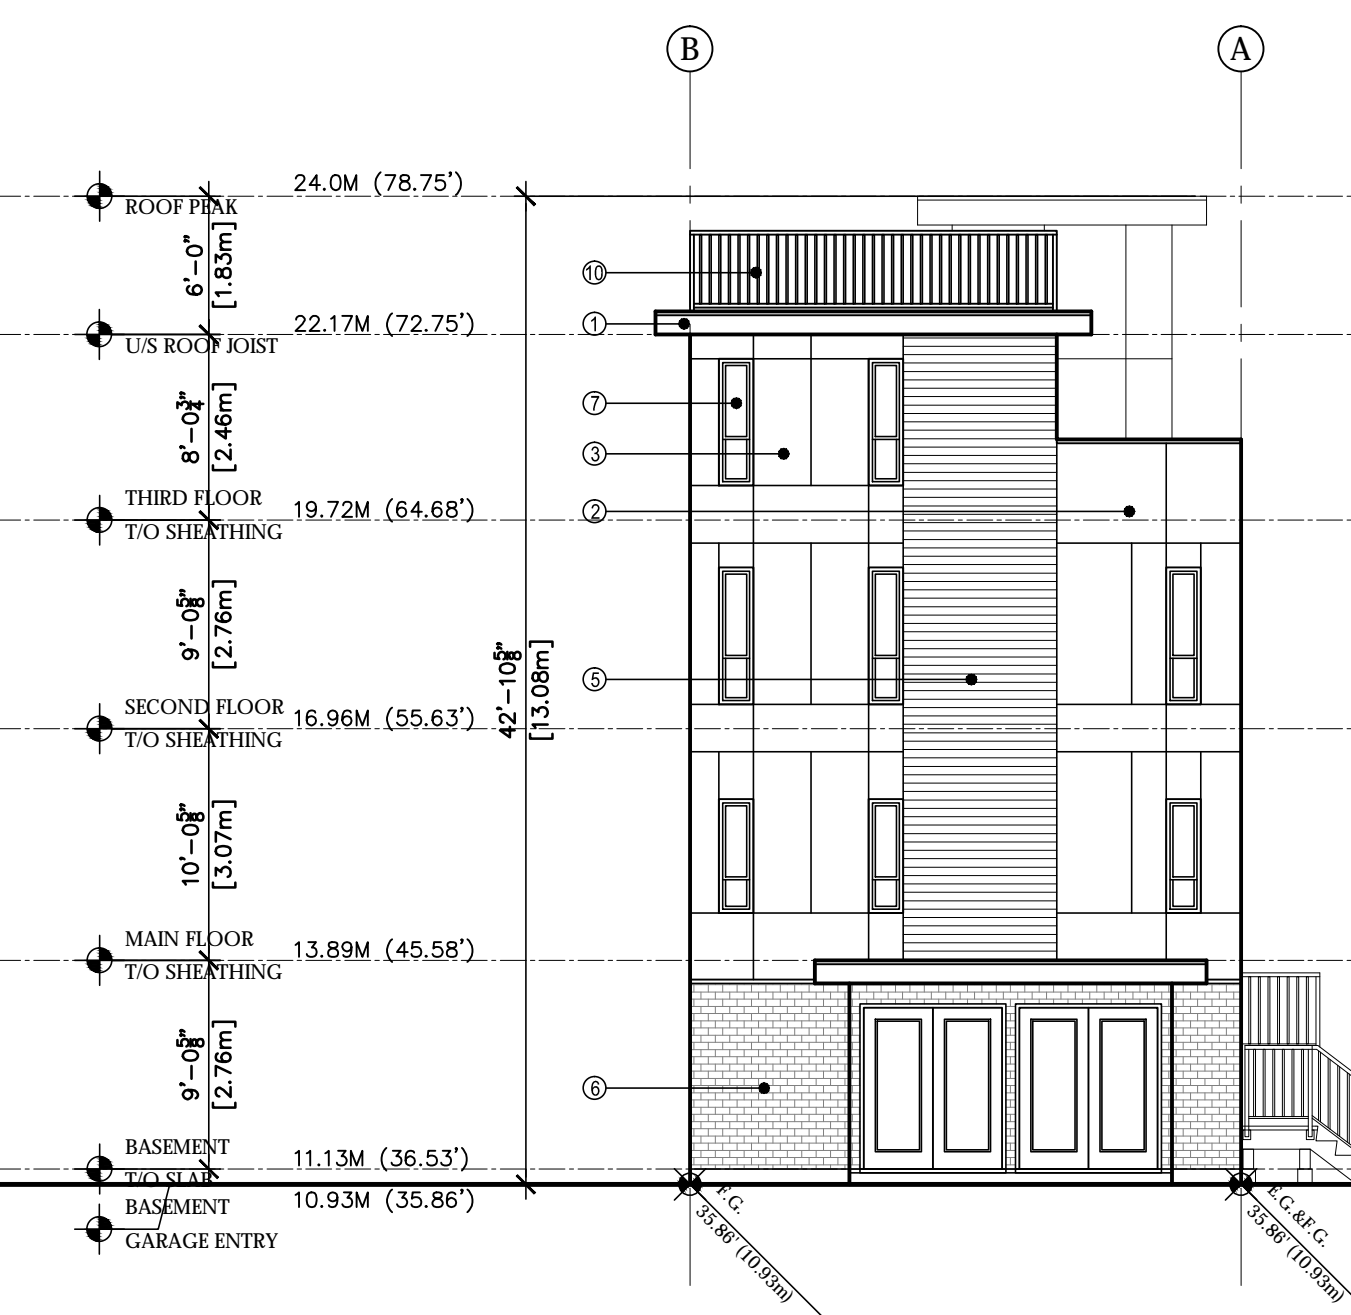 B
A
24.0M (78.75')
ROOF PEAK
6'-0"
[1.83m]
10
22.17M (72.75')
1
U/S ROOF JOIST
8'-0¾"
[2.46m]
7
3
THIRD FLOOR
19.72M (64.68')
2
T/O SHEATHING
9'-0⅝"
[2.76m]
42'-10⅝"
[13.08m]
5
SECOND FLOOR
16.96M (55.63')
T/O SHEATHING
10'-0⅝"
[3.07m]
MAIN FLOOR
13.89M (45.58')
T/O SHEATHING
9'-0⅝"
[2.76m]
6
BASEMENT
11.13M (36.53')
T/O SLAB
10.93M (35.86')
BASEMENT
GARAGE ENTRY
F.G.
35.86' (10.93m)
E.G.&F.G.
35.86' (10.93m)